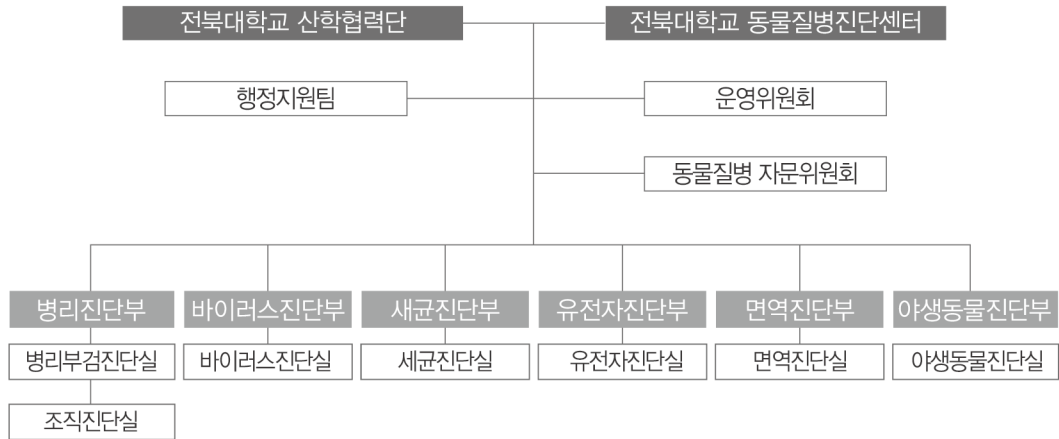 전북대학교 산학협력단
전북대학교 동물질병진단센터
행정지원팀
운영위원회
동물질병 자문위원회
병리진단부
바이러스진단부
새균진단부
유전자진단부
면역진단부
야생동물진단부
병리부검진단실
바이러스진단실
세균진단실
유전자진단실
면역진단실
야생동물진단실
조직진단실